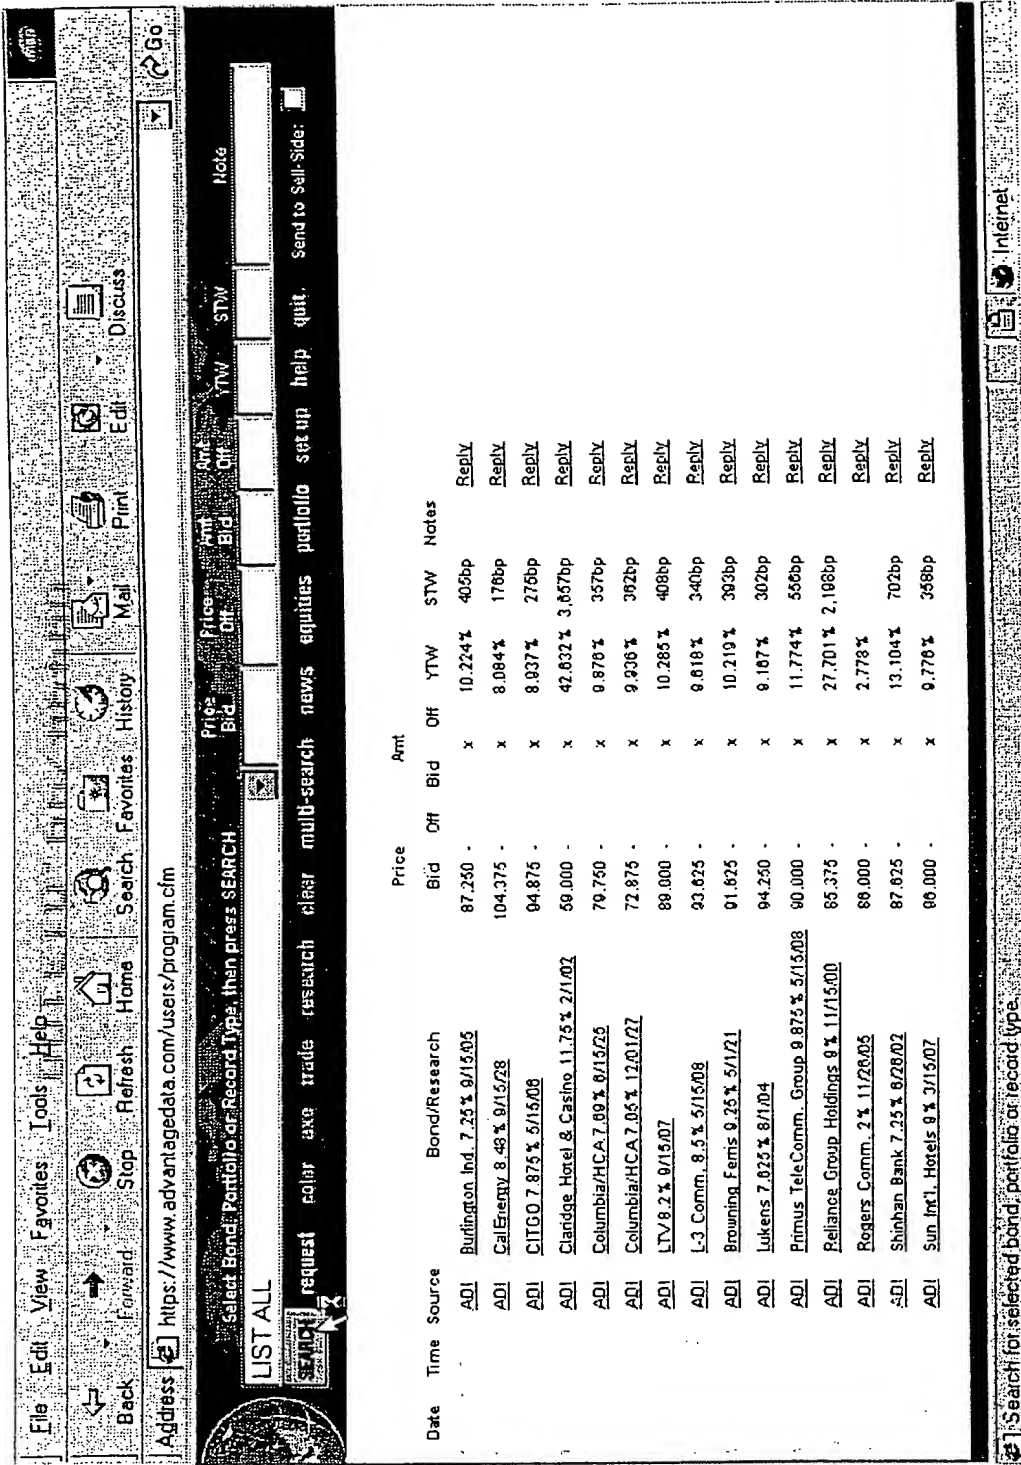 File Edit View Favorites Tools Help
Back Forward Stop Refresh Home Search Favorites History Mail Print Edit Discuss
Address https://www.advantagedata.com/users/program.cfm Go
Select Bond, Portfolio or Record Type, then press SEARCH Price Bid Price Off Amt Bid Amt Off YTW STW Note
LIST ALL
SEARCH request color axe trade research clear multi-search news equities portfolio set up help quit Send to Sell-Side:
Price Amt
Date Time Source Bond/Research Bid Off Bid Off YTW STW Notes
ADI Burlington Ind. 7.25% 9/15/05 87.250 - x 10.224% 405bp Reply
ADI CalEnergy 8.48% 9/15/28 104.375 - x 8.084% 176bp Reply
ADI CITGO 7.875% 5/15/06 94.875 - x 8.937% 275bp Reply
ADI Claridge Hotel & Casino 11.75% 2/1/02 59.000 - x 42.632% 3,657bp Reply
ADI Columbia/HCA 7.69% 6/15/25 79.750 - x 9.876% 357bp Reply
ADI Columbia/HCA 7.05% 12/01/27 72.875 - x 9.936% 362bp Reply
ADI LTV 8.2% 9/15/07 89.000 - x 10.285% 408bp Reply
ADI L-3 Comm. 8.5% 5/15/08 93.625 - x 9.618% 340bp Reply
ADI Browning Ferris 9.25% 5/1/21 91.625 - x 10.219% 393bp Reply
ADI Lukens 7.625% 8/1/04 94.250 - x 9.167% 302bp Reply
ADI Primus TeleComm. Group 9.875% 5/15/08 90.000 - x 11.774% 556bp Reply
ADI Reliance Group Holdings 9% 11/15/00 85.375 - x 27.701% 2,198bp Reply
ADI Rogers Comm. 2% 11/26/05 86.000 - x 2.778% Reply
ADI Shinhan Bank 7.25% 6/28/02 87.625 - x 13.104% 702bp Reply
ADI Sun Int'l. Hotels 9% 3/15/07 96.000 - x 9.776% 358bp Reply
Search for selected bond, portfolio or record type. Internet